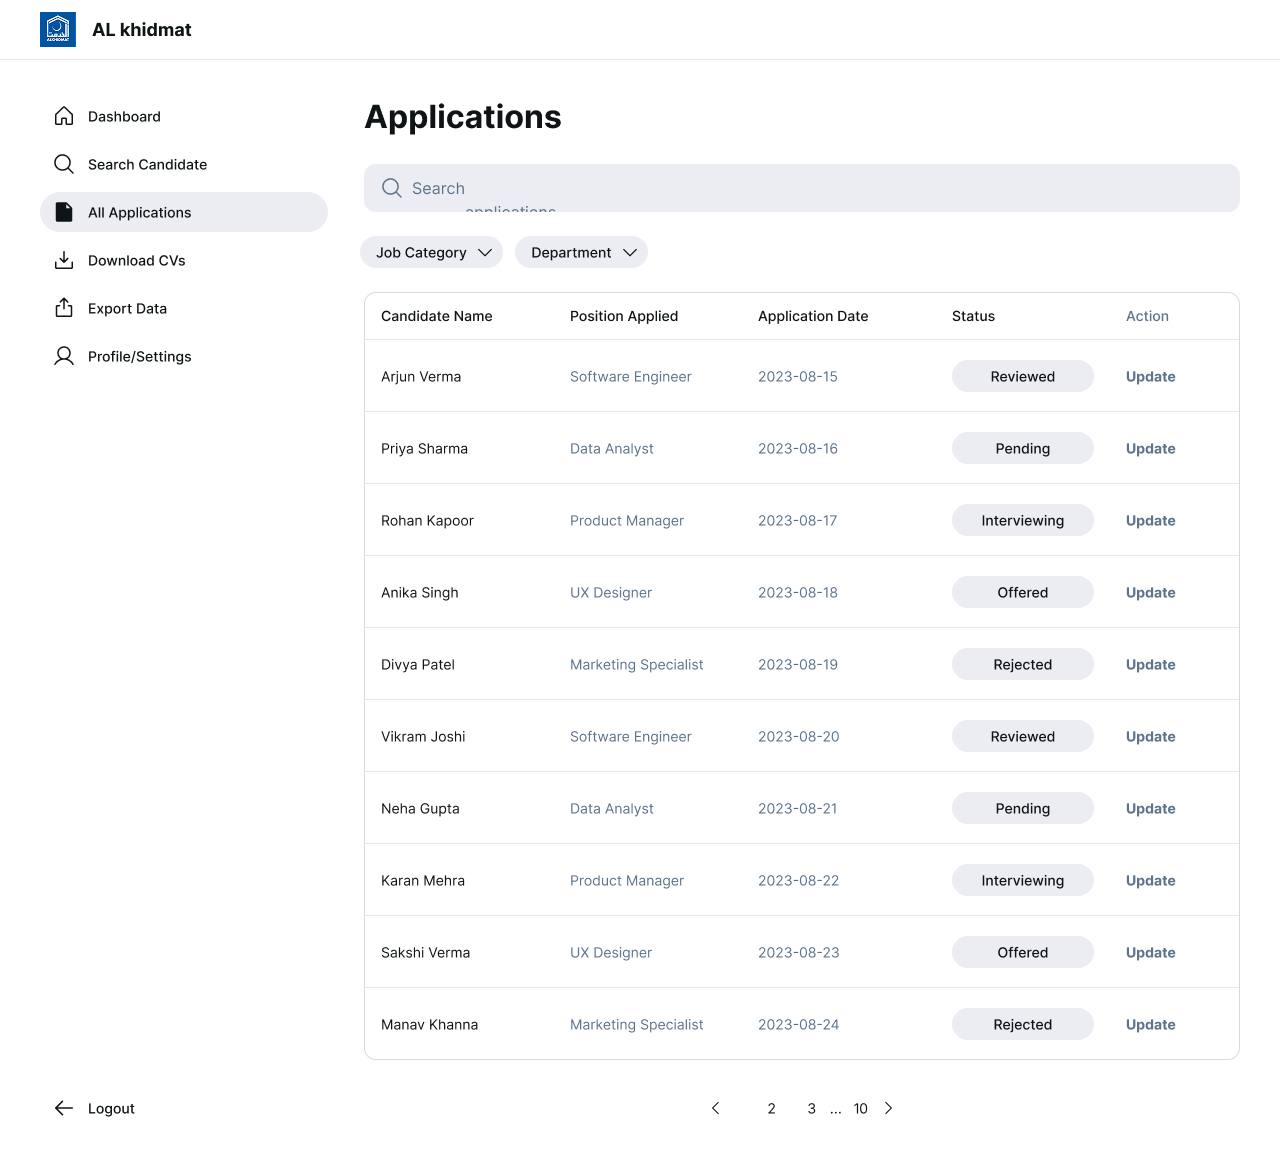 ALKHIDMAT
AL khidmat
Dashboard
Search Candidate
All Applications
Download CVs
Export Data
Profile/Settings
Logout
Applications
Search
applications
Job Category
Department
Candidate Name Position Applied Application Date Status Action
Arjun Verma Software Engineer 2023-08-15 Reviewed Update
Priya Sharma Data Analyst 2023-08-16 Pending Update
Rohan Kapoor Product Manager 2023-08-17 Interviewing Update
Anika Singh UX Designer 2023-08-18 Offered Update
Divya Patel Marketing Specialist 2023-08-19 Rejected Update
Vikram Joshi Software Engineer 2023-08-20 Reviewed Update
Neha Gupta Data Analyst 2023-08-21 Pending Update
Karan Mehra Product Manager 2023-08-22 Interviewing Update
Sakshi Verma UX Designer 2023-08-23 Offered Update
Manav Khanna Marketing Specialist 2023-08-24 Rejected Update
2 3 ... 10